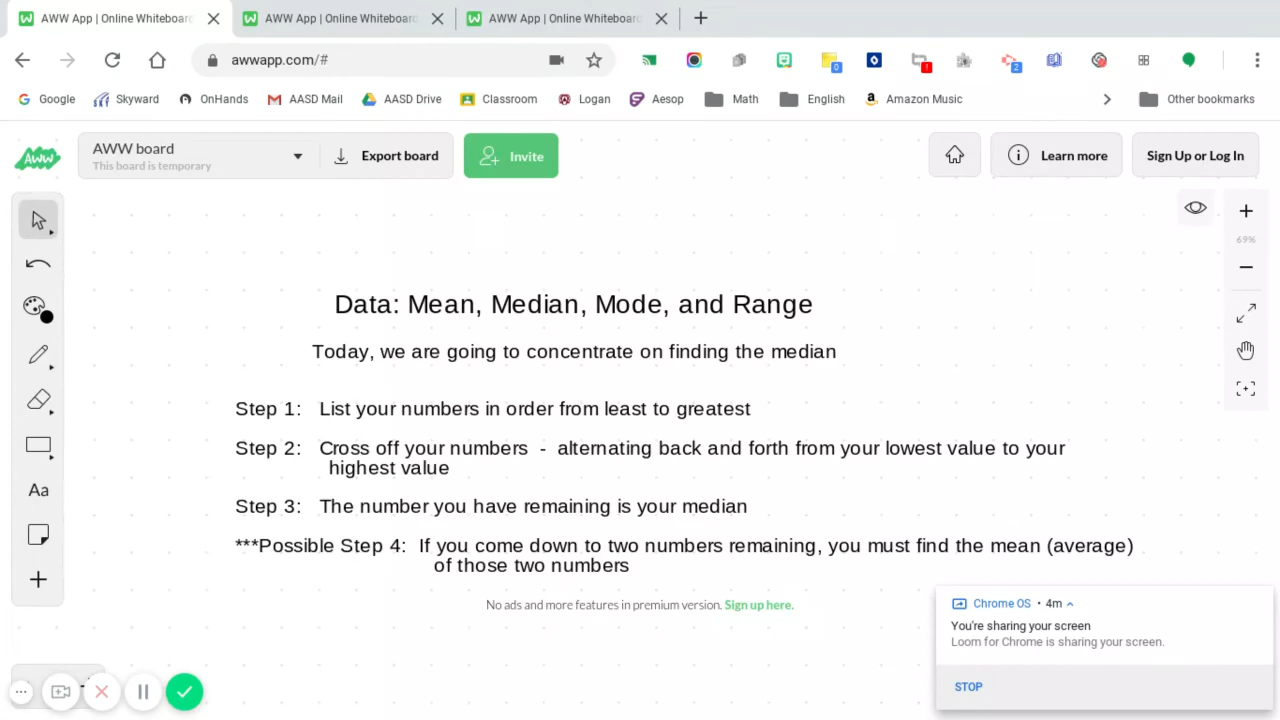 AWW App | Online Whiteboard
AWW App | Online Whiteboard
AWW App | Online Whiteboard
awwapp.com/#
0
!
2
Google
Skyward
OnHands
AASD Mail
AASD Drive
Classroom
Logan
Aesop
Math
English
Amazon Music
Other bookmarks
AWW
AWW board
This board is temporary
Export board
Invite
Learn more
Sign Up or Log In
69%
Data: Mean, Median, Mode, and Range
Today, we are going to concentrate on finding the median
Step 1: List your numbers in order from least to greatest
Step 2: Cross off your numbers - alternating back and forth from your lowest value to your
highest value
Step 3: The number you have remaining is your median
***Possible Step 4: If you come down to two numbers remaining, you must find the mean (average)
of those two numbers
Aa
No ads and more features in premium version. Sign up here.
Chrome OS • 4m
You're sharing your screen
Loom for Chrome is sharing your screen.
STOP